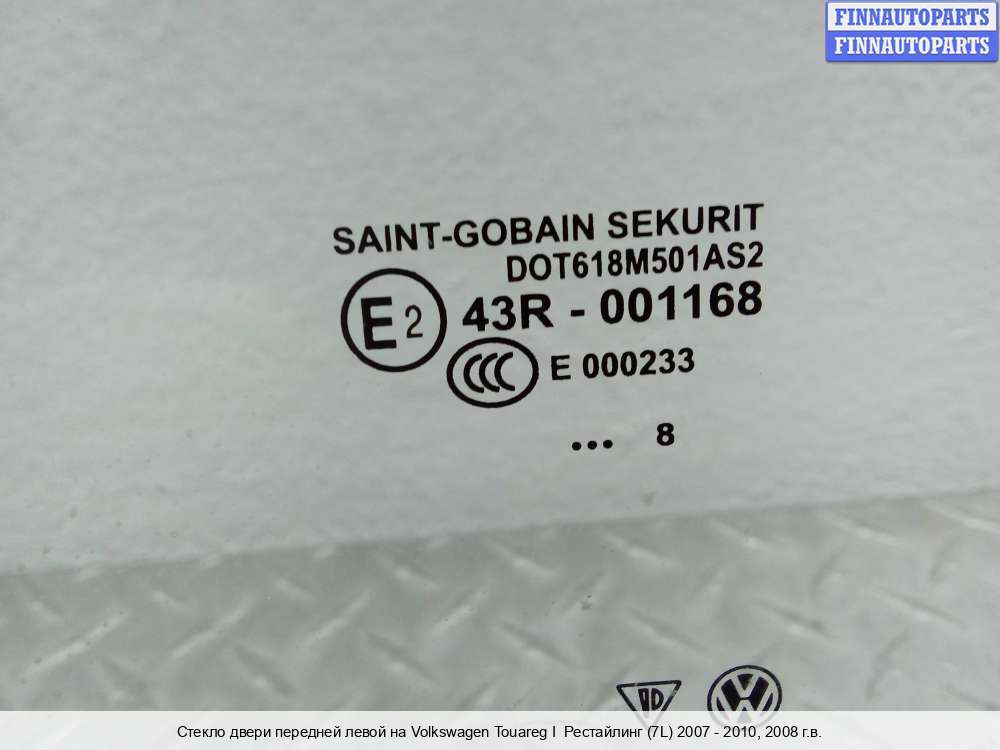 FINNAUTOPARTS
FINNAUTOPARTS
SAINT-GOBAIN SEKURIT
DOT618M501AS2
E2 43R - 001168
CCC E 000233
... 8
Стекло двери передней левой на Volkswagen Touareg I Рестайлинг (7L) 2007 - 2010, 2008 г.в.